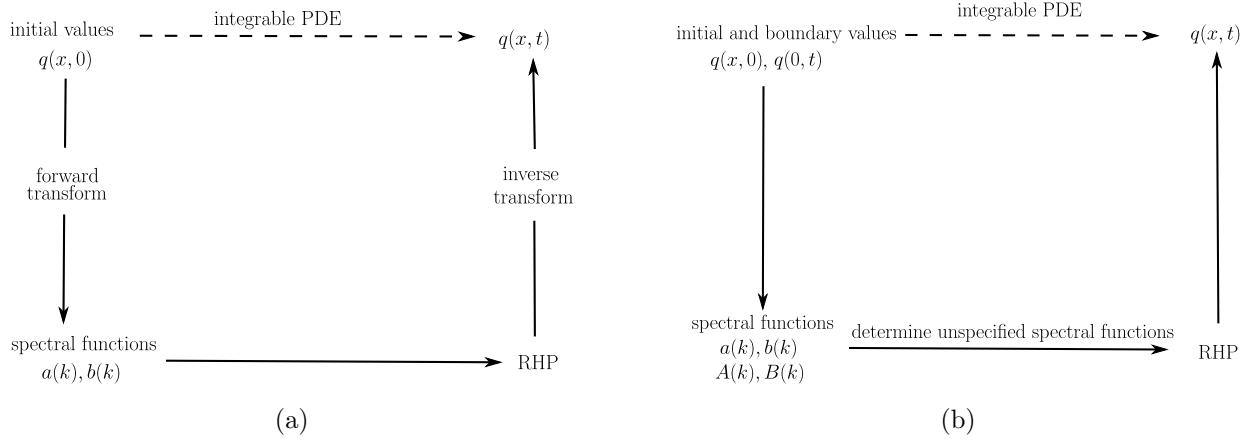 initial values
q(x, 0)
integrable PDE
q(x, t)
forward
transform
inverse
transform
spectral functions
a(k), b(k)
RHP
(a)
integrable PDE
initial and boundary values
q(x, 0), q(0, t)
q(x, t)
spectral functions
a(k), b(k)
A(k), B(k)
determine unspecified spectral functions
RHP
(b)